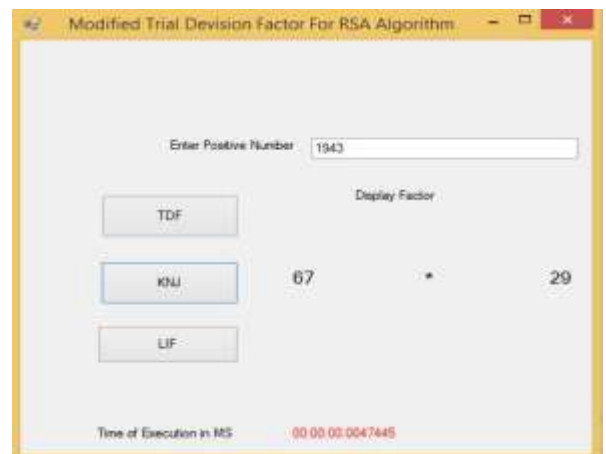 Modified Trial Devision Factor For RSA Algorithm
Enter Positive Number 1943
Display Factor
TDF
KNJ 67 * 29
LIF
Time of Execution in MS 00:00:00.0047445